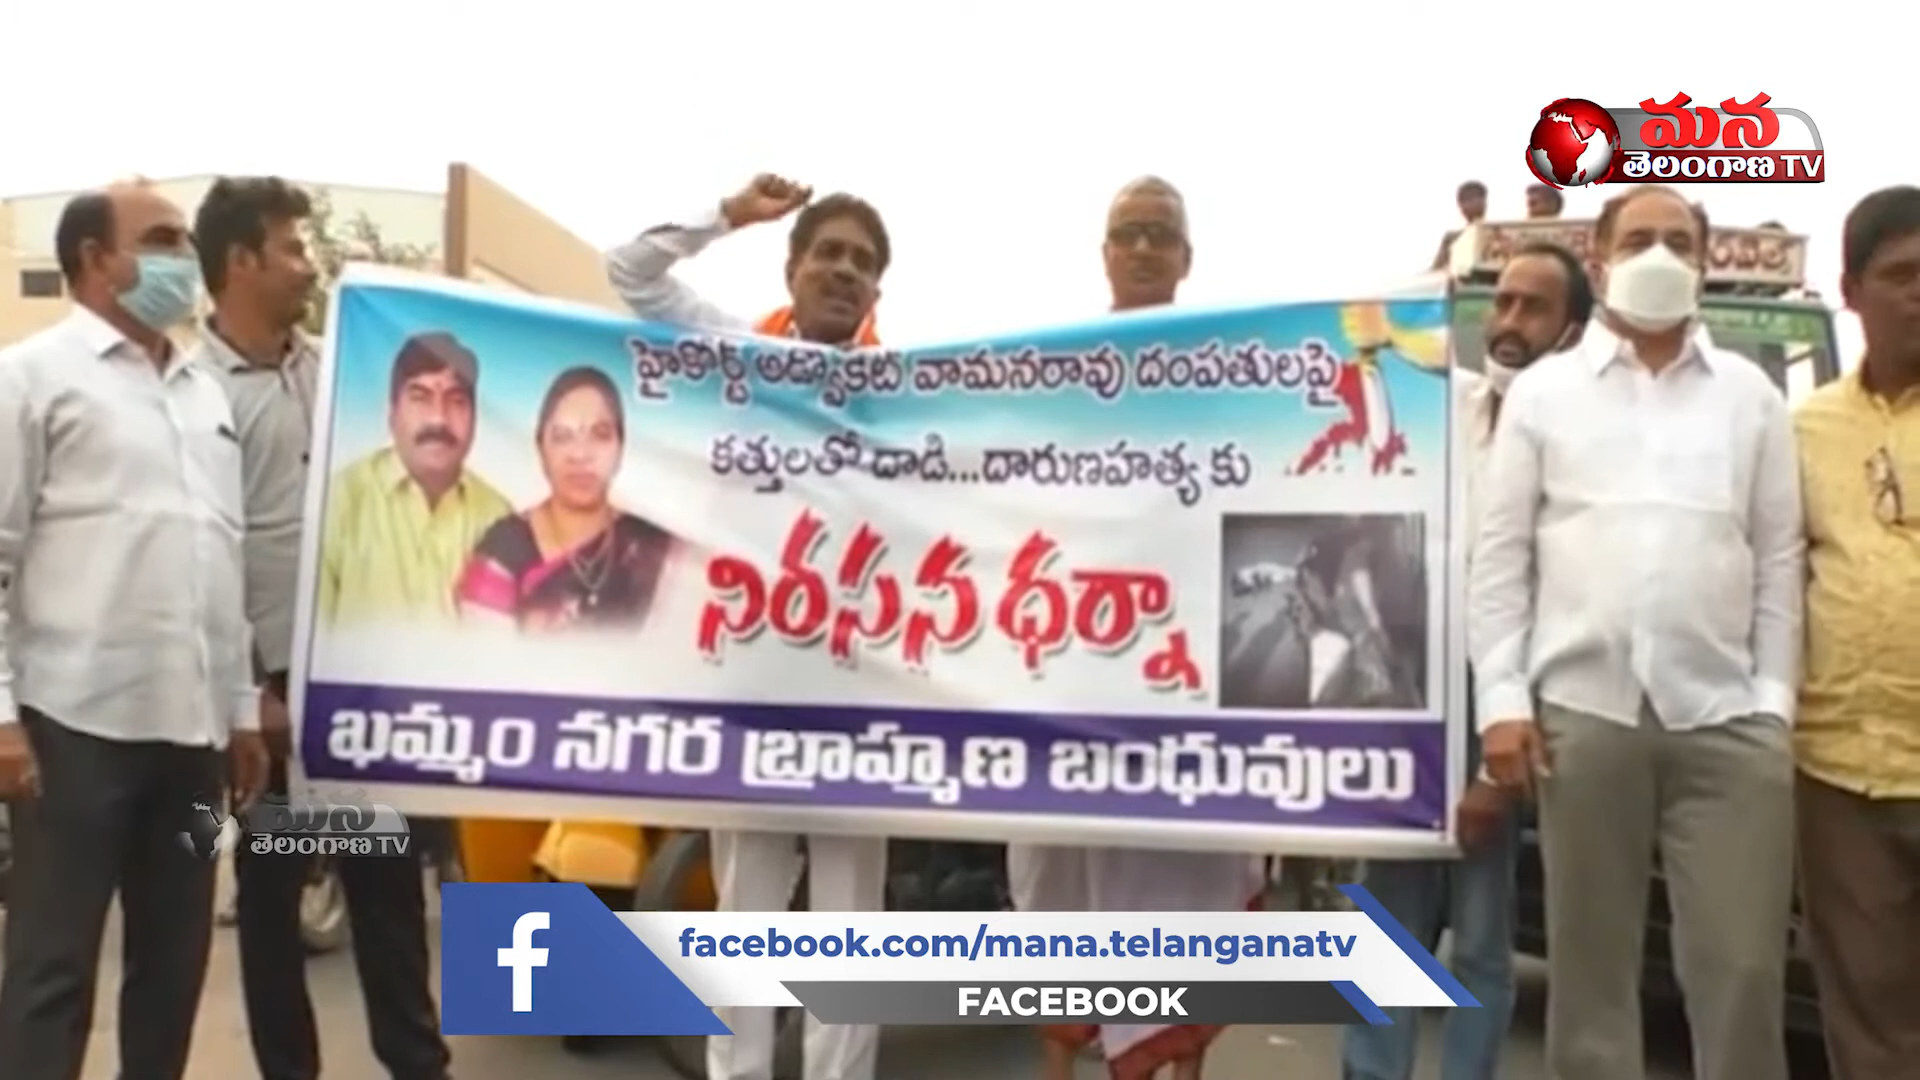 మన
తెలంగాణ TV
హైకోర్ట్ అడ్వొకేట్ వామనరావు దంపతులపై
కత్తులతో దాడి...దారుణహత్య కు
నిరసన ధర్నా
ఖమ్మం నగర బ్రాహ్మణ బంధువులు
మన
తెలంగాణ TV
facebook.com/mana.telanganatv
FACEBOOK